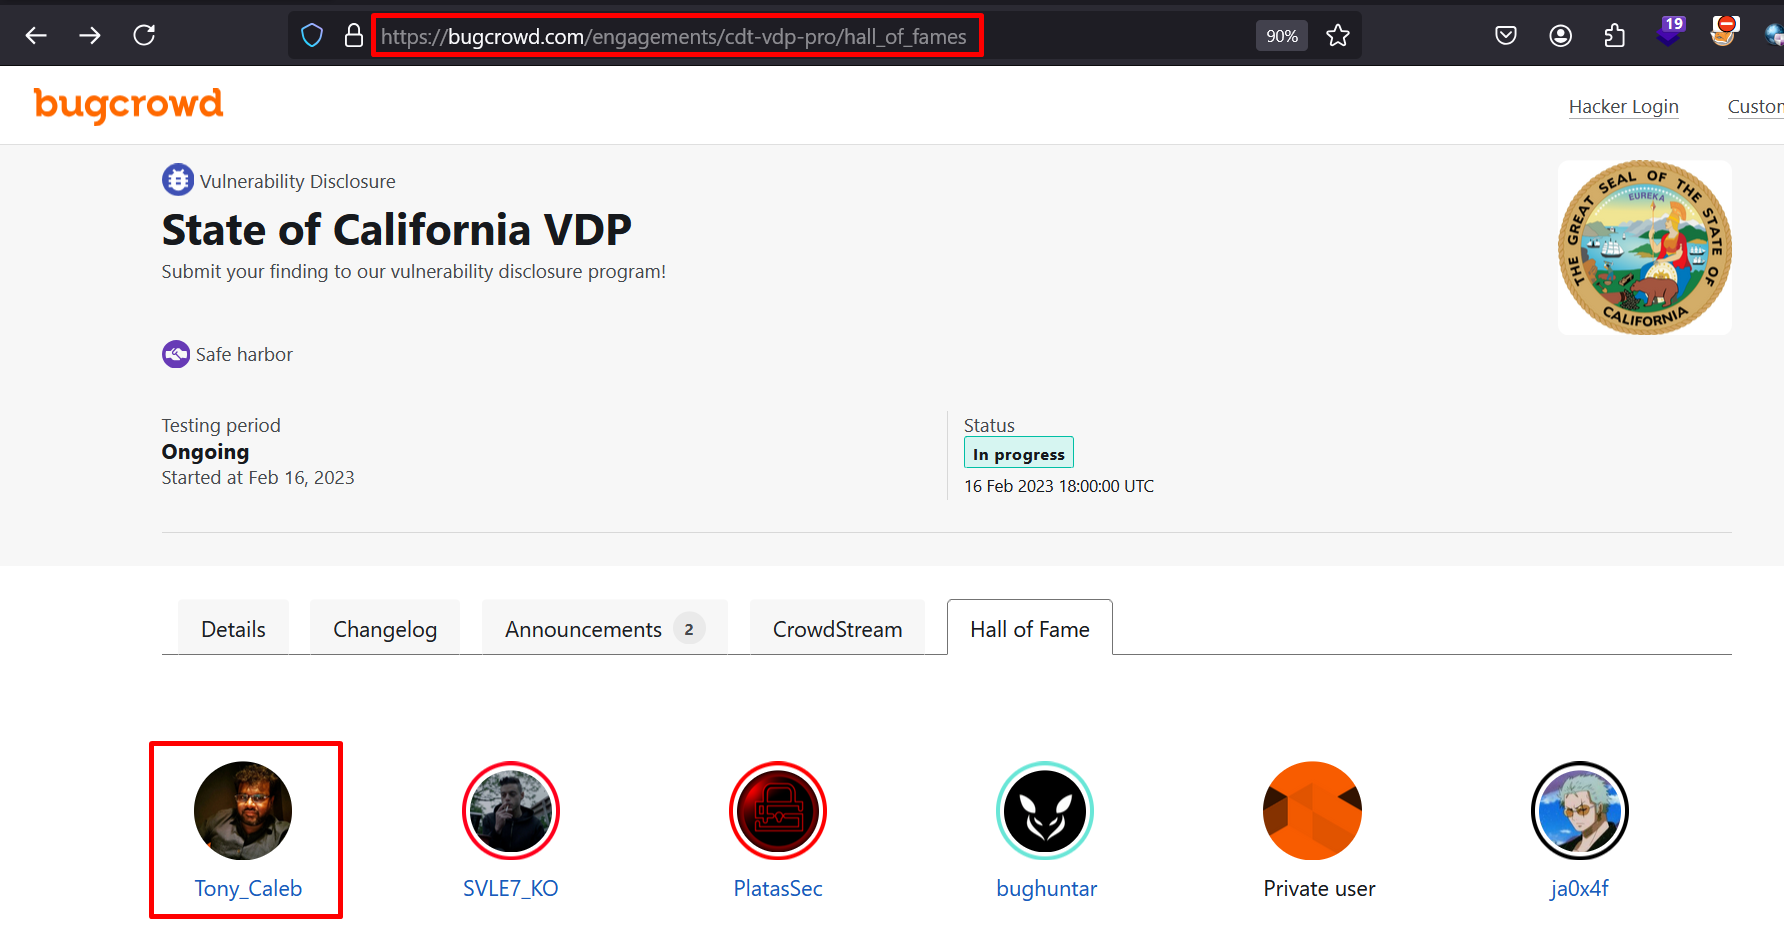 https://bugcrowd.com/engagements/cdt-vdp-pro/hall_of_fames
90%
19
bugcrowd
Hacker Login
Vulnerability Disclosure
State of California VDP
Submit your finding to our vulnerability disclosure program!
THE GREAT SEAL OF THE STATE OF CALIFORNIA
EUREKA
Safe harbor
Testing period
Ongoing
Started at Feb 16, 2023
Status
In progress
16 Feb 2023 18:00:00 UTC
Details
Changelog
Announcements 2
CrowdStream
Hall of Fame
Tony_Caleb
SVLE7_KO
PlatasSec
bughuntar
Private user
ja0x4f